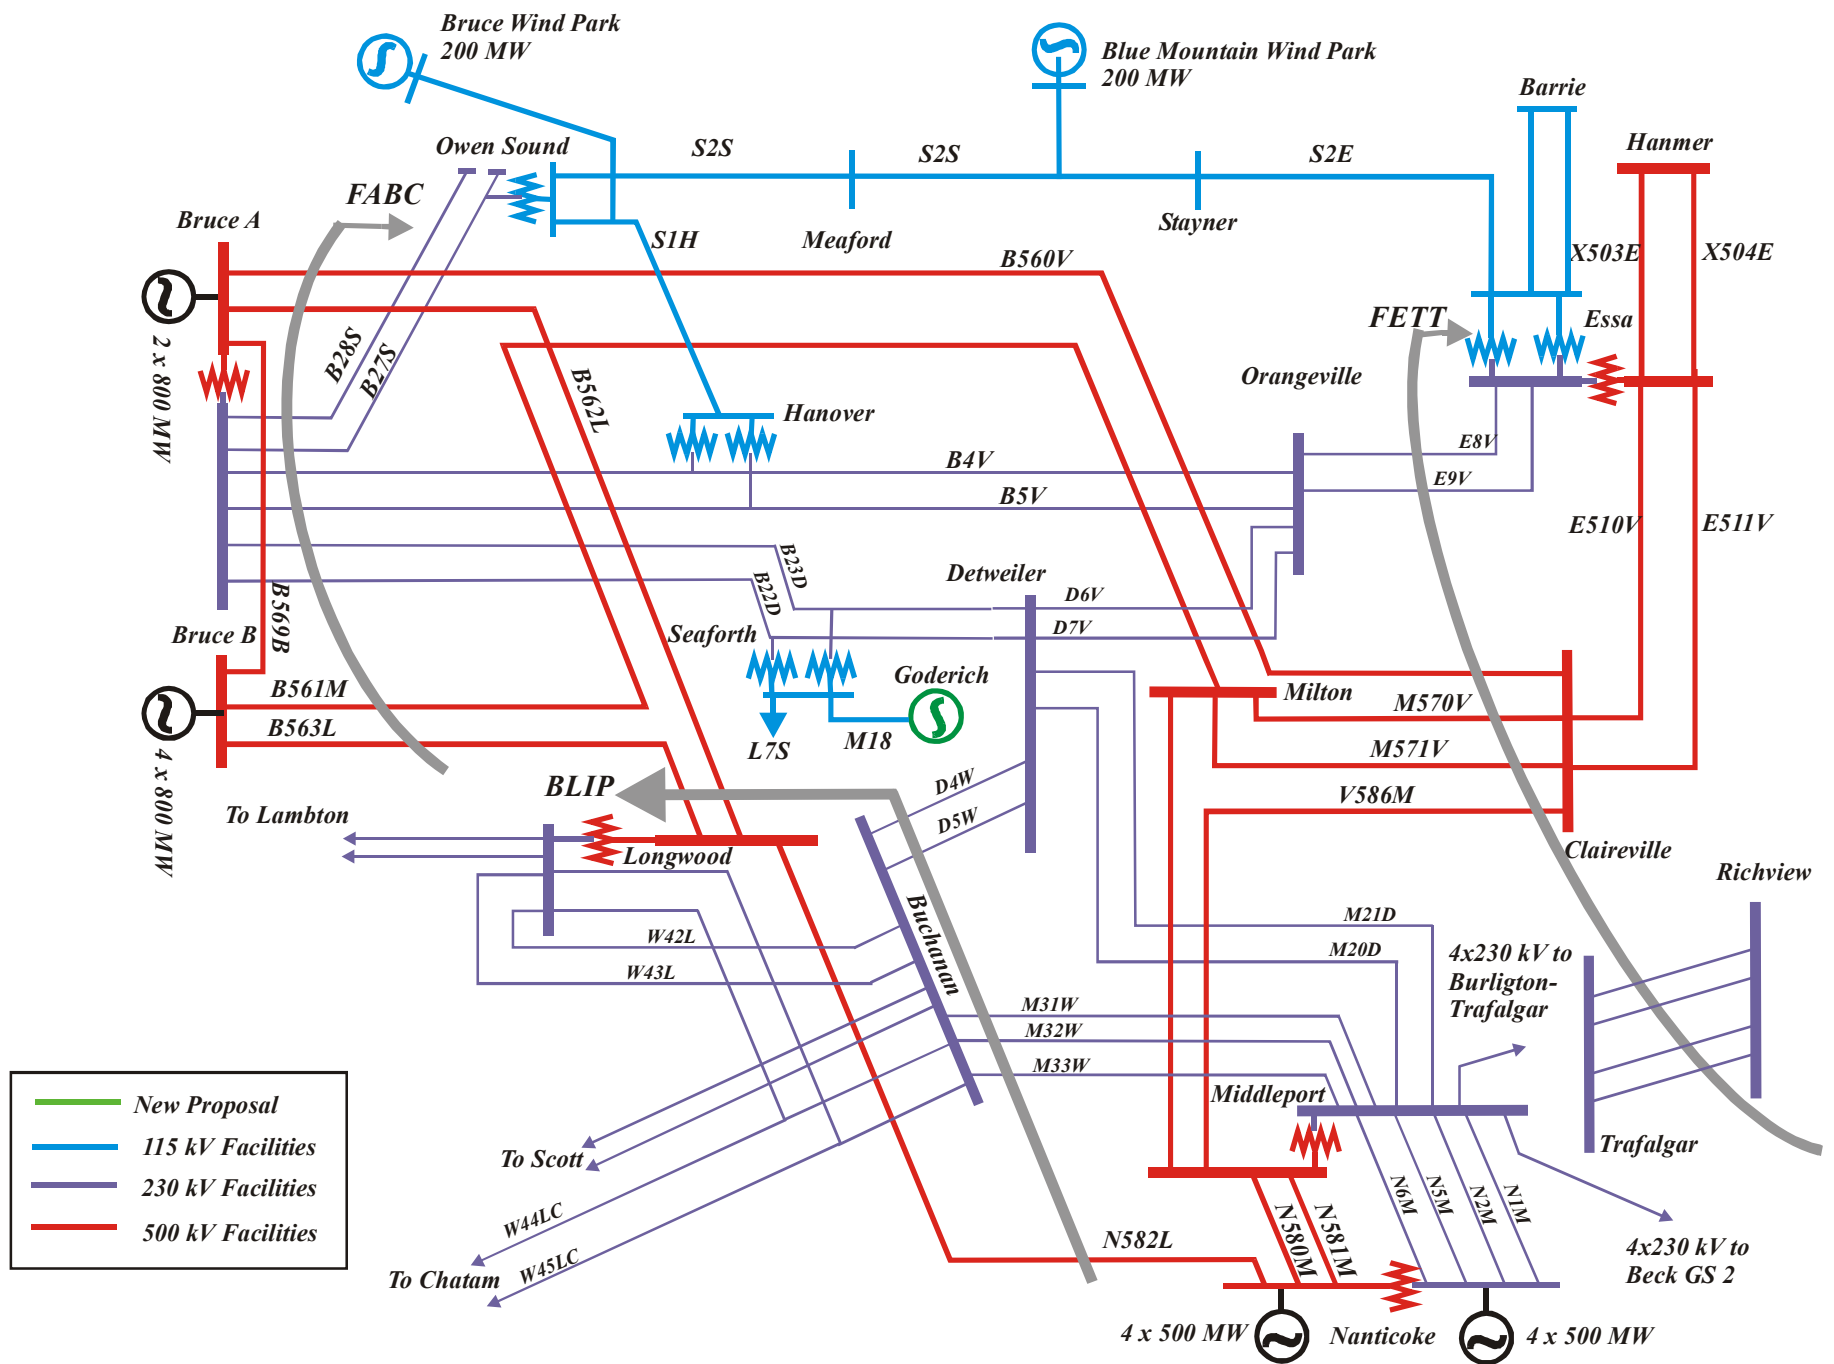 Bruce Wind Park
200 MW
Blue Mountain Wind Park
200 MW
Barrie
Hanmer
Owen Sound
S2S
S2S
S2E
FABC
Bruce A
S1H
Meaford
Stayner
B560V
X503E
X504E
FETT
Essa
2 x 800 MW
B28S
B27S
B562L
Orangeville
Hanover
B4V
E8V
B5V
E9V
E510V
E511V
B23D
B22D
Detweiler
D6V
D7V
B569B
Bruce B
Seaforth
Goderich
B561M
Milton
M570V
B563L
L7S
M18
M571V
4 x 800 MW
BLIP
D4W
V586M
To Lambton
D5W
Longwood
Claireville
Richview
Buchanan
M21D
W42L
M20D
4x230 kV to
Burligton-
Trafalgar
W43L
M31W
M32W
M33W
Middleport
New Proposal
115 kV Facilities
230 kV Facilities
500 kV Facilities
To Scott
Trafalgar
N6M
N5M
N2M
N1M
W44LC
N580M
N581M
N582L
4x230 kV to
Beck GS 2
W45LC
To Chatam
4 x 500 MW
Nanticoke
4 x 500 MW